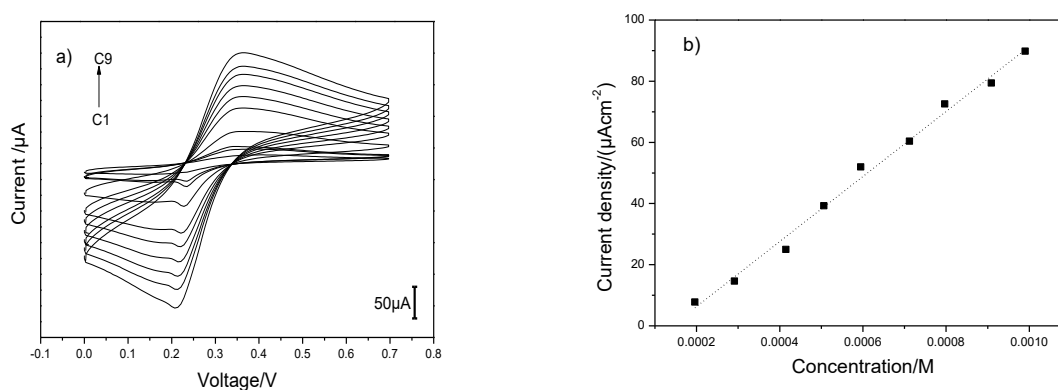 a)
C9
C1
Current /µA
50µA
-0.1 0.0 0.1 0.2 0.3 0.4 0.5 0.6 0.7 0.8
Voltage/V
b)
100
80
60
40
20
0
Current density/(µAcm-2)
0.0002 0.0004 0.0006 0.0008 0.0010
Concentration/M